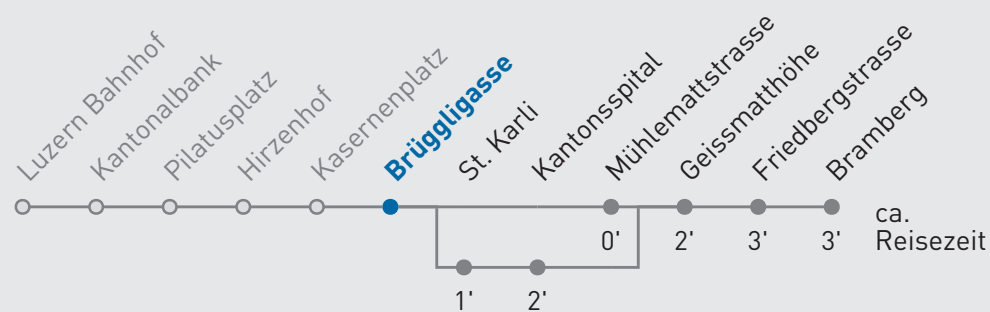 Luzern Bahnhof
Kantonalbank
Pilatusplatz
Hirzenhof
Kasernenplatz
Brüggligasse
St. Karli
Kantonsspital
Mühlemattstrasse
Geissmatthöhe
Friedbergstrasse
Bramberg
ca.
0' 2' 3' 3' Reisezeit
1' 2'